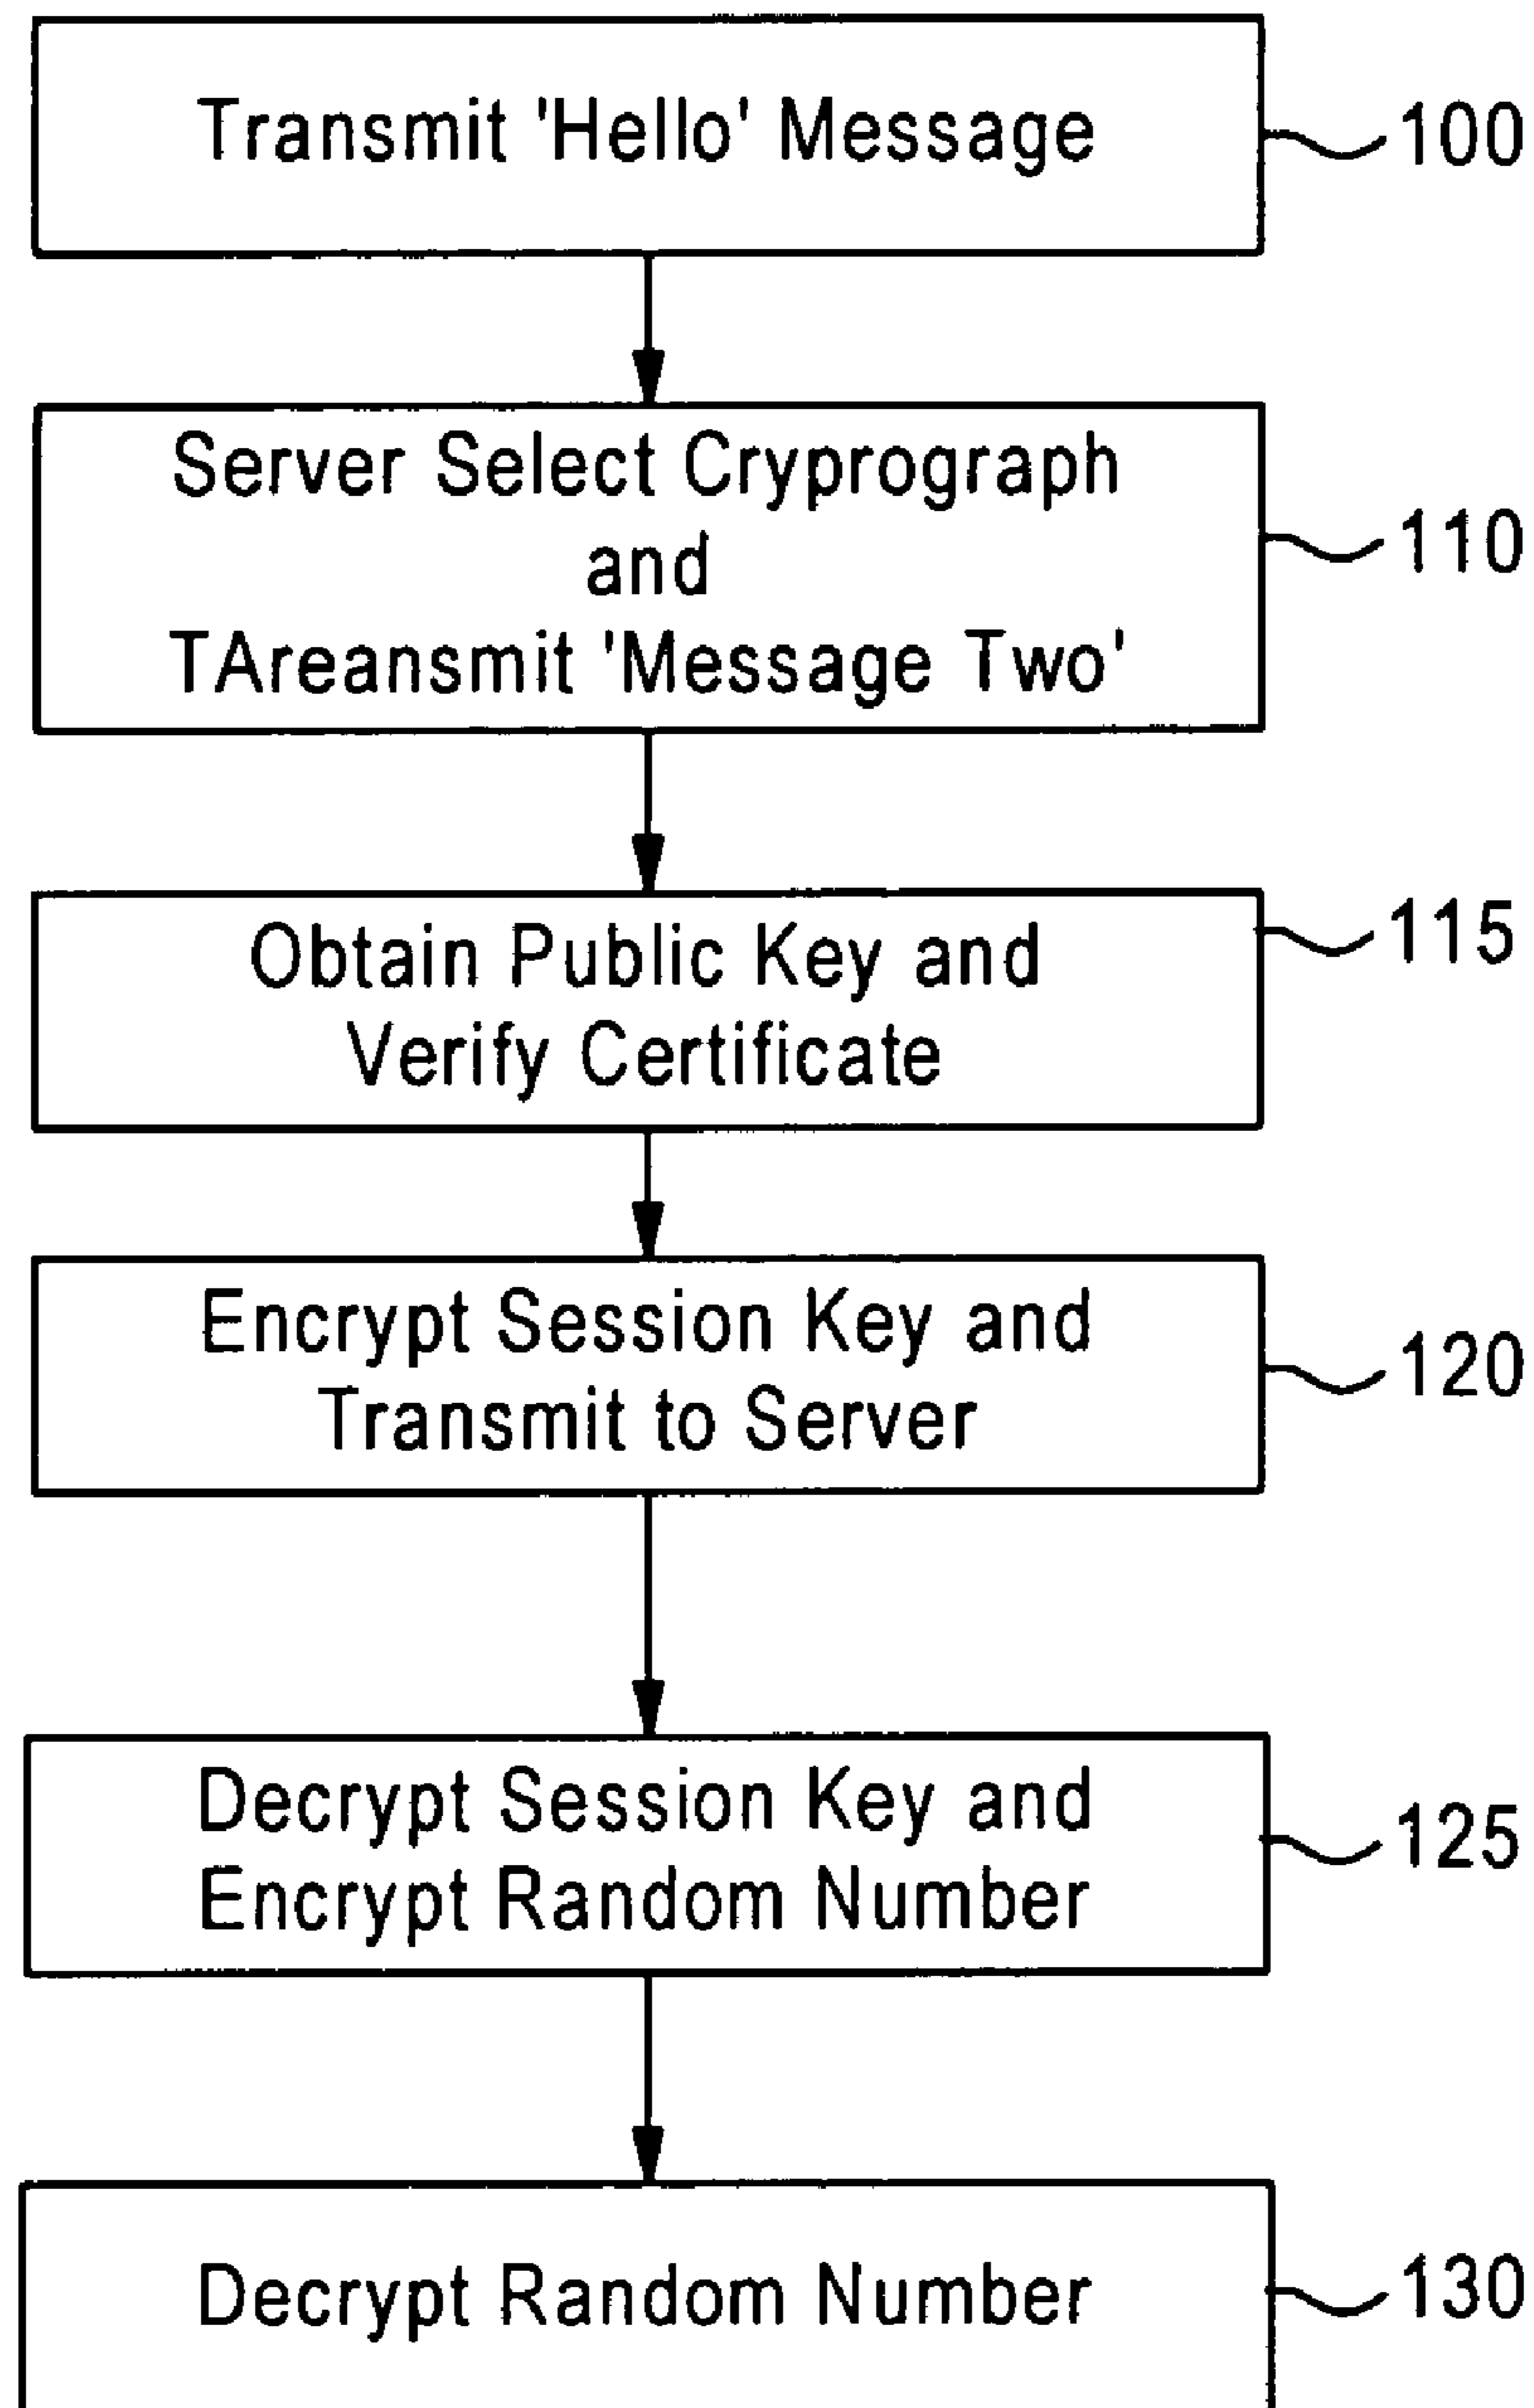 Transmit 'Hello' Message
100
Server Select Cryprograph
and
TAreansmit 'Message Two'
110
Obtain Public Key and
Verify Certificate
115
Encrypt Session Key and
Transmit to Server
120
Decrypt Session Key and
Encrypt Random Number
125
Decrypt Random Number
130